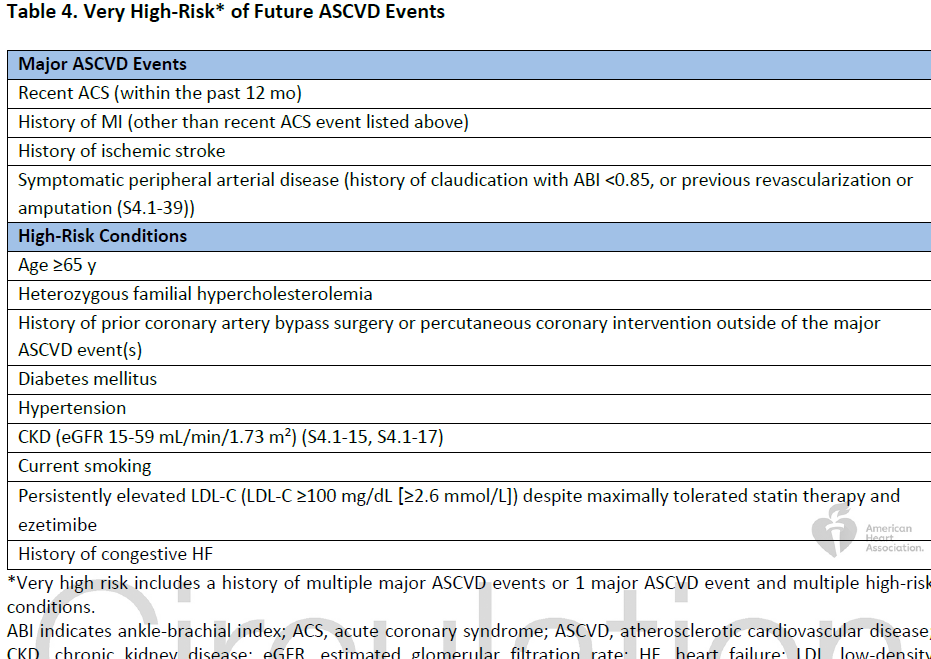 Table 4. Very High-Risk* of Future ASCVD Events
Major ASCVD Events
Recent ACS (within the past 12 mo)
History of MI (other than recent ACS event listed above)
History of ischemic stroke
Symptomatic peripheral arterial disease (history of claudication with ABI <0.85, or previous revascularization or
amputation (S4.1-39))
High-Risk Conditions
Age ≥65 y
Heterozygous familial hypercholesterolemia
History of prior coronary artery bypass surgery or percutaneous coronary intervention outside of the major
ASCVD event(s)
Diabetes mellitus
Hypertension
CKD (eGFR 15-59 mL/min/1.73 m²) (S4.1-15, S4.1-17)
Current smoking
Persistently elevated LDL-C (LDL-C ≥100 mg/dL [≥2.6 mmol/L]) despite maximally tolerated statin therapy and
ezetimibe
American
Heart
Association.
History of congestive HF
*Very high risk includes a history of multiple major ASCVD events or 1 major ASCVD event and multiple high-risk
conditions.
ABI indicates ankle-brachial index; ACS, acute coronary syndrome; ASCVD, atherosclerotic cardiovascular disease;
CKD, chronic kidney disease; eGFR, estimated glomerular filtration rate; HF, heart failure; LDL, low-density
Circulation